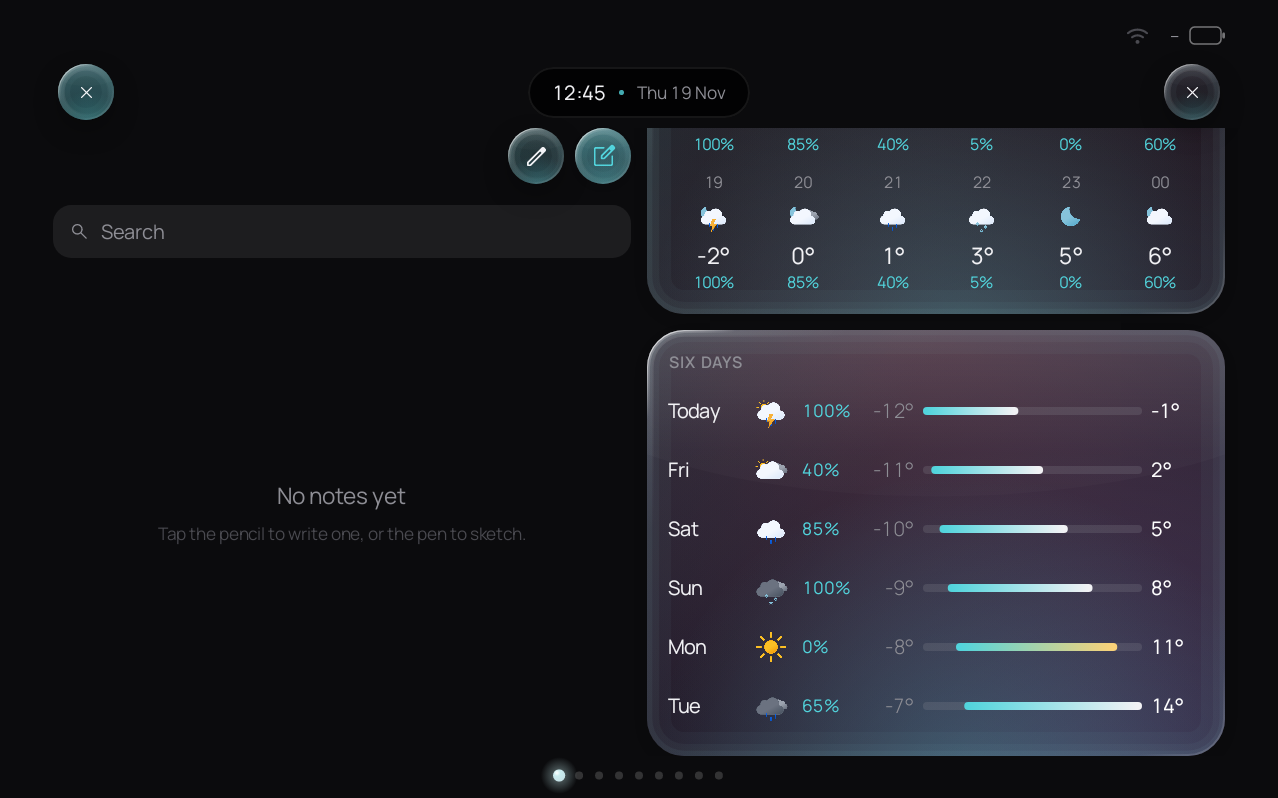 –
12:45 • Thu 19 Nov
Search
No notes yet
Tap the pencil to write one, or the pen to sketch.
100% 85% 40% 5% 0% 60%
19 20 21 22 23 00
-2° 0° 1° 3° 5° 6°
100% 85% 40% 5% 0% 60%
SIX DAYS
Today 100% -12° -1°
Fri 40% -11° 2°
Sat 85% -10° 5°
Sun 100% -9° 8°
Mon 0% -8° 11°
Tue 65% -7° 14°